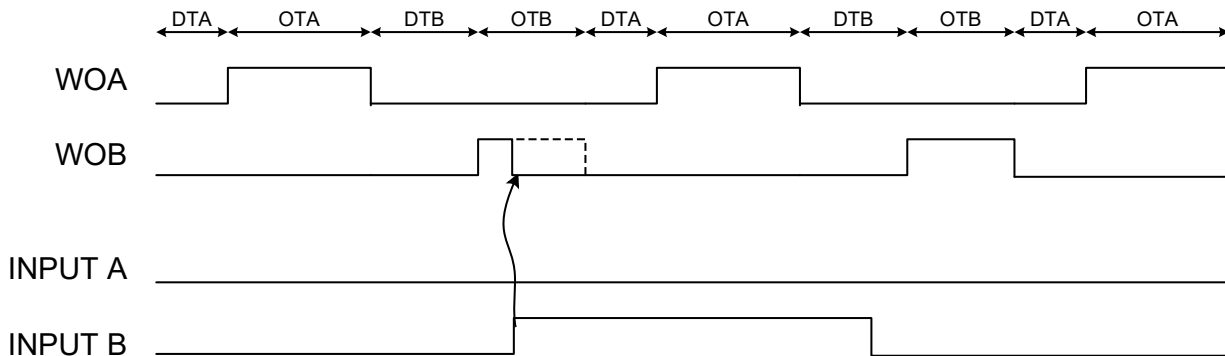 DTA OTA DTB OTB DTA OTA DTB OTB DTA OTA
WOA
WOB
INPUT A
INPUT B